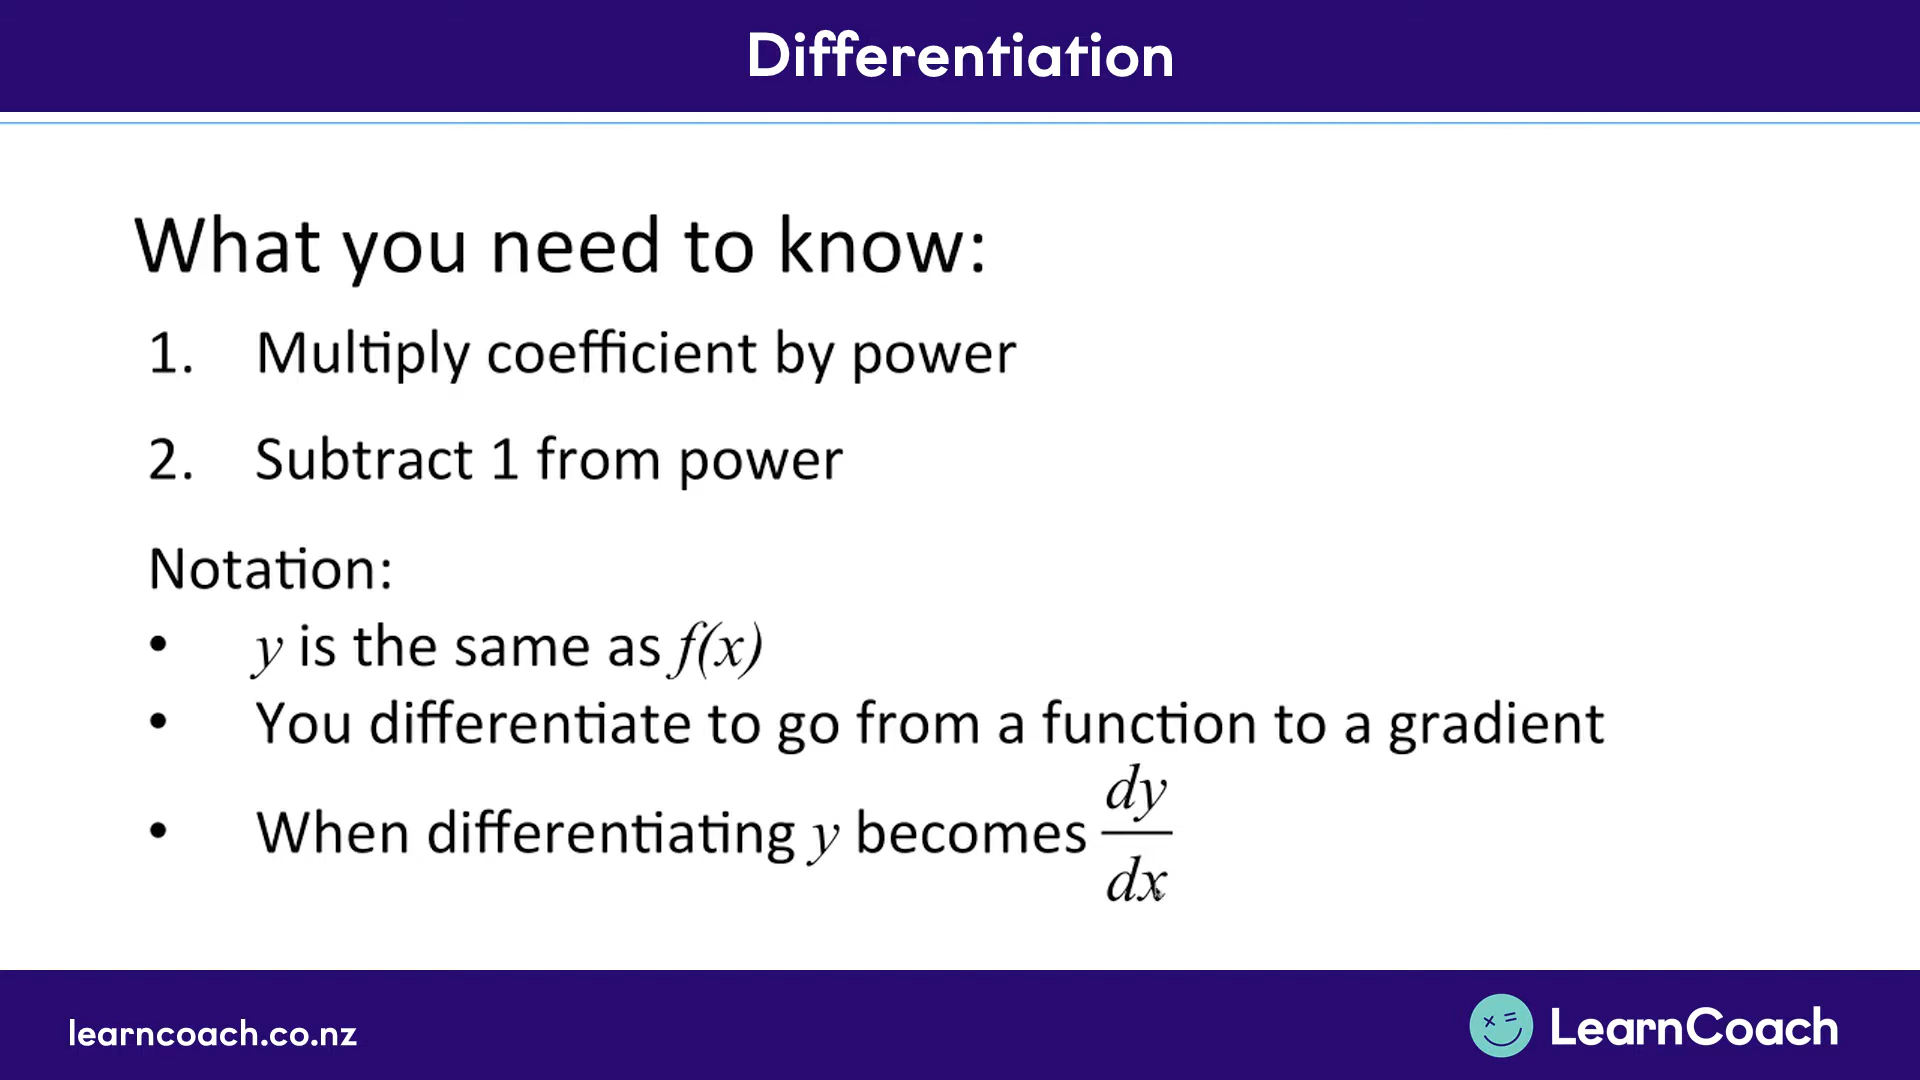 Differentiation
What you need to know:
1. Multiply coefficient by power
2. Subtract 1 from power
Notation:
• y is the same as f(x)
• You differentiate to go from a function to a gradient
• When differentiating y becomes dy/dx
learncoach.co.nz
LearnCoach